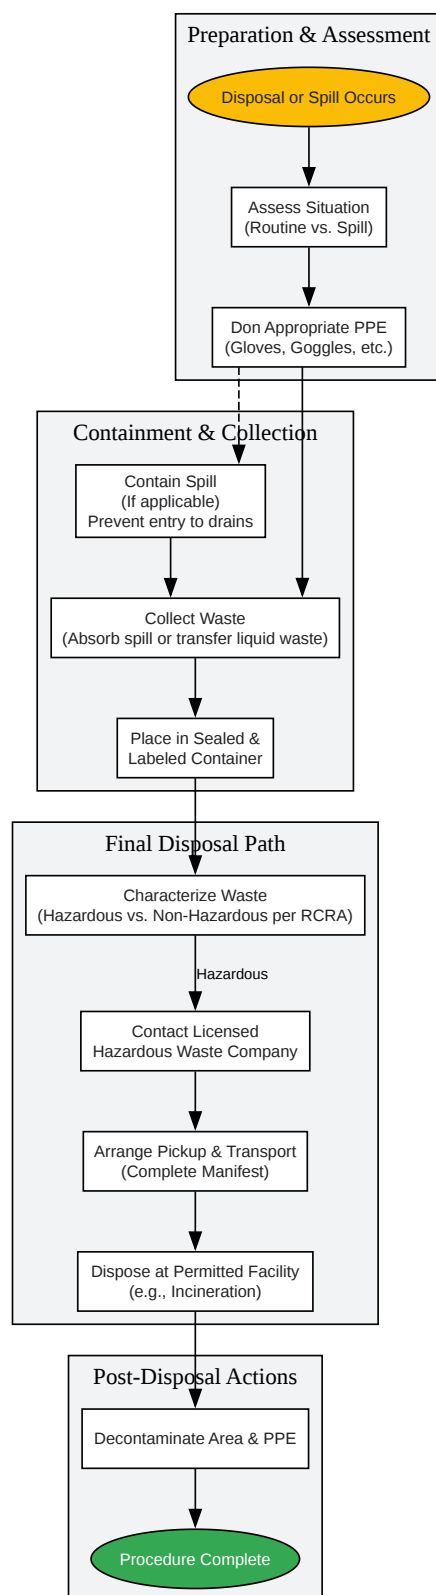 Preparation & Assessment
Disposal or Spill Occurs
Assess Situation
(Routine vs. Spill)
Don Appropriate PPE
(Gloves, Goggles, etc.)
Containment & Collection
Contain Spill
(If applicable)
Prevent entry to drains
Collect Waste
(Absorb spill or transfer liquid waste)
Place in Sealed &
Labeled Container
Final Disposal Path
Characterize Waste
(Hazardous vs. Non-Hazardous per RCRA)
Hazardous
Contact Licensed
Hazardous Waste Company
Arrange Pickup & Transport
(Complete Manifest)
Dispose at Permitted Facility
(e.g., Incineration)
Post-Disposal Actions
Decontaminate Area & PPE
Procedure Complete